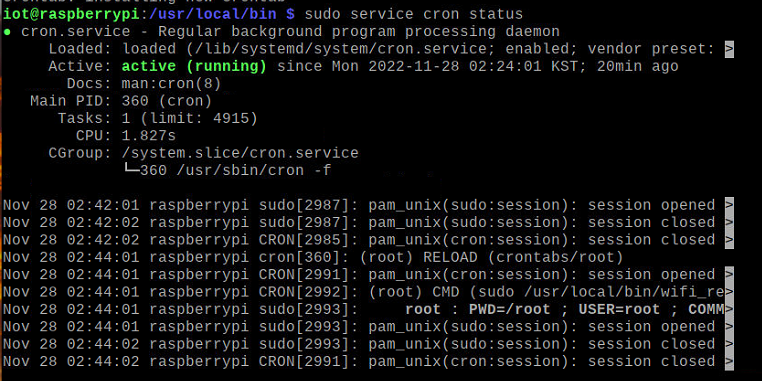 iot@raspberrypi:/usr/local/bin $ sudo service cron status
● cron.service - Regular background program processing daemon
Loaded: loaded (/lib/systemd/system/cron.service; enabled; vendor preset: >
Active: active (running) since Mon 2022-11-28 02:24:01 KST; 20min ago
Docs: man:cron(8)
Main PID: 360 (cron)
Tasks: 1 (limit: 4915)
CPU: 1.827s
CGroup: /system.slice/cron.service
└─360 /usr/sbin/cron -f
Nov 28 02:42:01 raspberrypi sudo[2987]: pam_unix(sudo:session): session opened >
Nov 28 02:42:02 raspberrypi sudo[2987]: pam_unix(sudo:session): session closed >
Nov 28 02:42:02 raspberrypi CRON[2985]: pam_unix(cron:session): session closed >
Nov 28 02:44:01 raspberrypi cron[360]: (root) RELOAD (crontabs/root)
Nov 28 02:44:01 raspberrypi CRON[2991]: pam_unix(cron:session): session opened >
Nov 28 02:44:01 raspberrypi CRON[2992]: (root) CMD (sudo /usr/local/bin/wifi_re>
Nov 28 02:44:01 raspberrypi sudo[2993]: root : PWD=/root ; USER=root ; COMM>
Nov 28 02:44:01 raspberrypi sudo[2993]: pam_unix(sudo:session): session opened >
Nov 28 02:44:02 raspberrypi sudo[2993]: pam_unix(sudo:session): session closed >
Nov 28 02:44:02 raspberrypi CRON[2991]: pam_unix(cron:session): session closed >